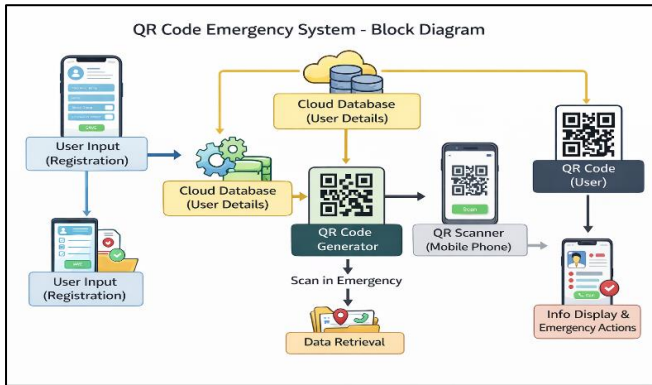 QR Code Emergency System - Block Diagram
Cloud Database
(User Details)
User Input
(Registration)
Cloud Database
(User Details)
QR Code
Generator
Scan
QR Scanner
(Mobile Phone)
QR Code
(User)
User Input
(Registration)
Scan in Emergency
Data Retrieval
Info Display &
Emergency Actions